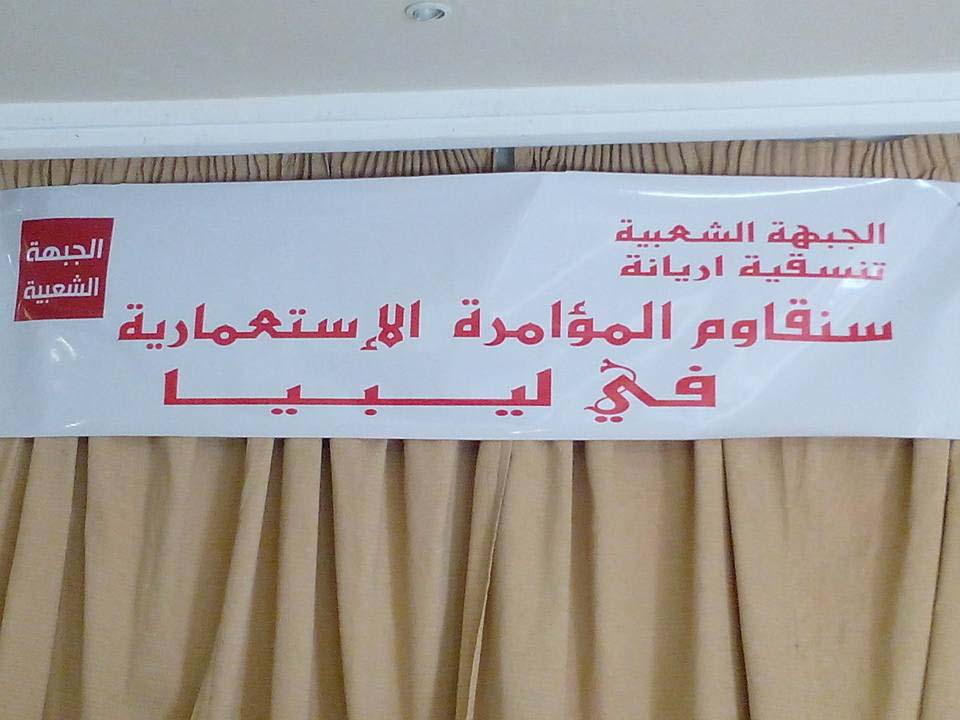 الجبهة الشعبية
تنسقية اريانة
سنقاوم المؤامرة الإستعمارية
في ليبيا
الجبهة
الشعبية